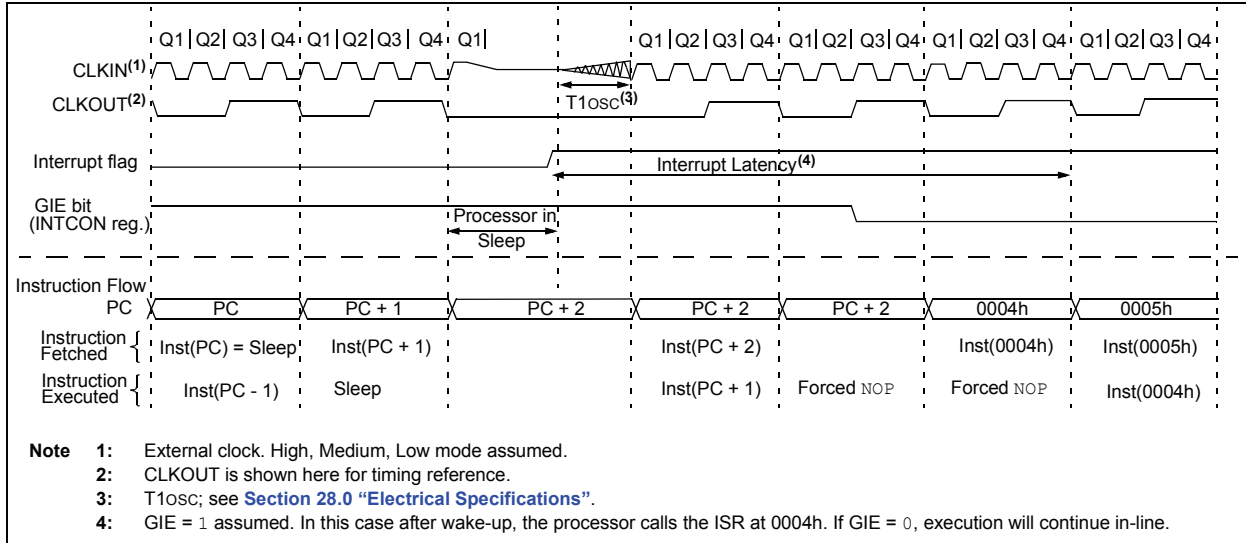 Q1| Q2| Q3| Q4 Q1| Q2| Q3| Q4 Q1| Q1| Q2| Q3| Q4 Q1| Q2| Q3| Q4 Q1| Q2| Q3| Q4 Q1| Q2| Q3| Q4
CLKIN(1)
CLKOUT(2)
T1OSC(3)
Interrupt flag
Interrupt Latency(4)
GIE bit
(INTCON reg.)
Processor in
Sleep
Instruction Flow
PC PC PC + 1 PC + 2 PC + 2 PC + 2 0004h 0005h
Instruction
Fetched { Inst(PC) = Sleep Inst(PC + 1) Inst(PC + 2) Inst(0004h) Inst(0005h)
Instruction
Executed { Inst(PC - 1) Sleep Inst(PC + 1) Forced NOP Forced NOP Inst(0004h)
Note 1: External clock. High, Medium, Low mode assumed.
2: CLKOUT is shown here for timing reference.
3: T1OSC; see Section 28.0 “Electrical Specifications”.
4: GIE = 1 assumed. In this case after wake-up, the processor calls the ISR at 0004h. If GIE = 0, execution will continue in-line.